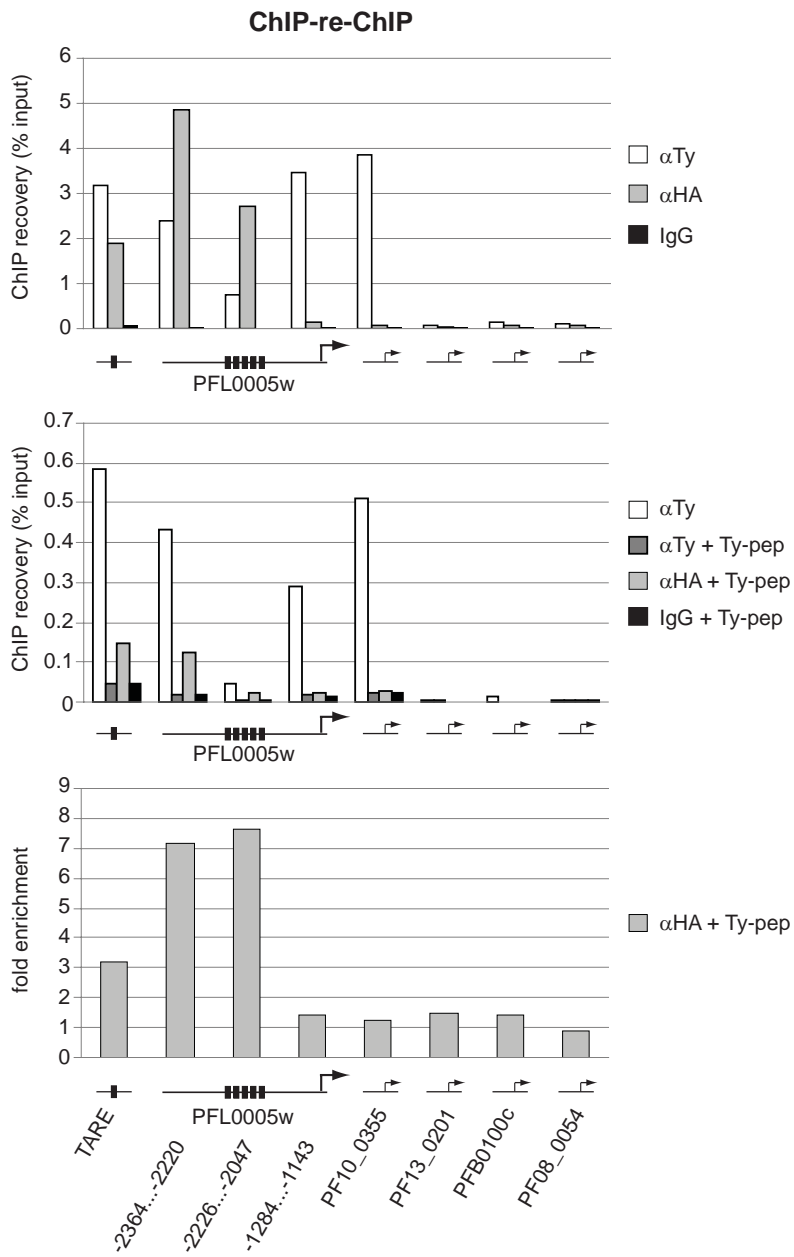 ChIP-re-ChIP
ChIP recovery (% input)
6
5
4
3
2
1
0
αTy
αHA
IgG
PFL0005w
ChIP recovery (% input)
0.7
0.6
0.5
0.4
0.3
0.2
0.1
0
αTy
αTy + Ty-pep
αHA + Ty-pep
IgG + Ty-pep
PFL0005w
fold enrichment
9
8
7
6
5
4
3
2
1
0
αHA + Ty-pep
PFL0005w
TARE
-2364...-2220
-2226...-2047
-1284...-1143
PF10_0355
PF13_0201
PFB0100c
PF08_0054